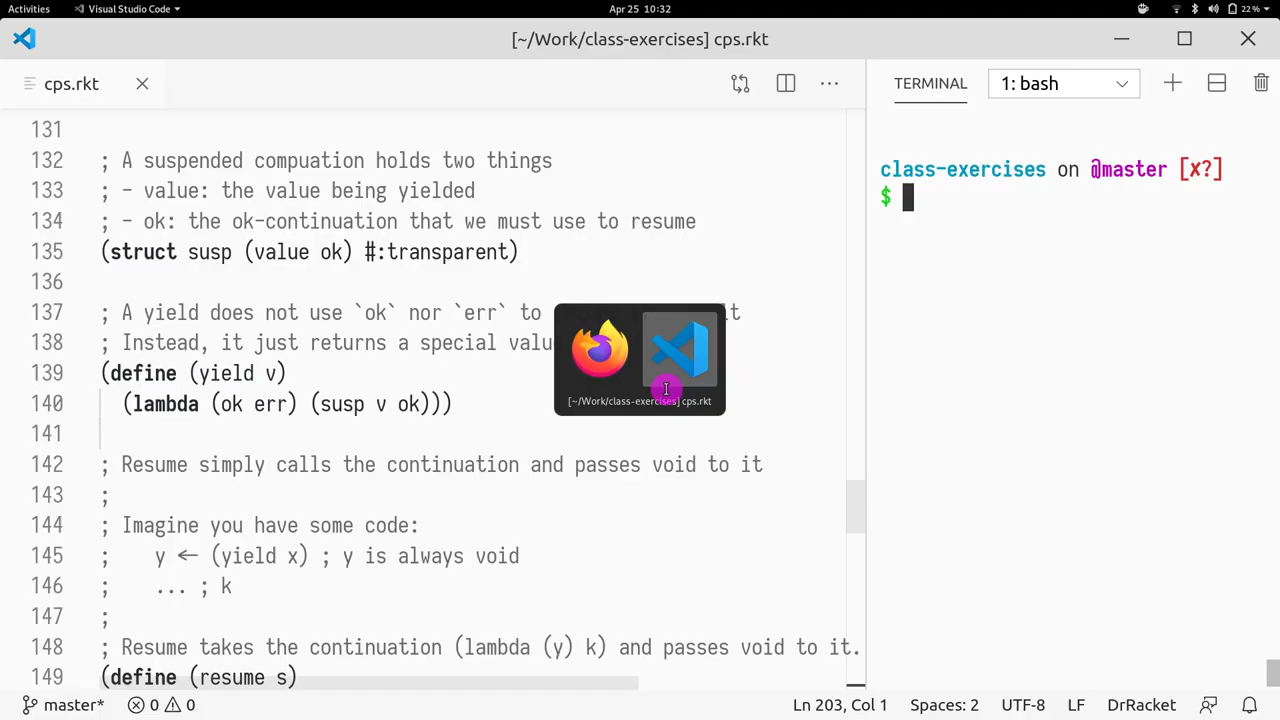 Activities
Visual Studio Code
Apr 25 10:32
22%
[~/Work/class-exercises] cps.rkt
cps.rkt
TERMINAL
1: bash
131
132 ; A suspended compuation holds two things
133 ; - value: the value being yielded
134 ; - ok: the ok-continuation that we must use to resume
135 (struct susp (value ok) #:transparent)
136
137 ; A yield does not use `ok` nor `err` to
138 ; Instead, it just returns a special
139 (define (yield v)
140 (lambda (ok err) (susp v ok)))
141
142 ; Resume simply calls the continuation and passes void to it
143 ;
144 ; Imagine you have some code:
145 ; y <- (yield x) ; y is always void
146 ; ... ; k
147 ;
148 ; Resume takes the continuation (lambda (y) k) and passes void to it.
149 (define (resume s)
[~/Work/class-exercises] cps.rkt
class-exercises on @master [x?]
$
master*
0
0
Ln 203, Col 1
Spaces: 2
UTF-8
LF
DrRacket